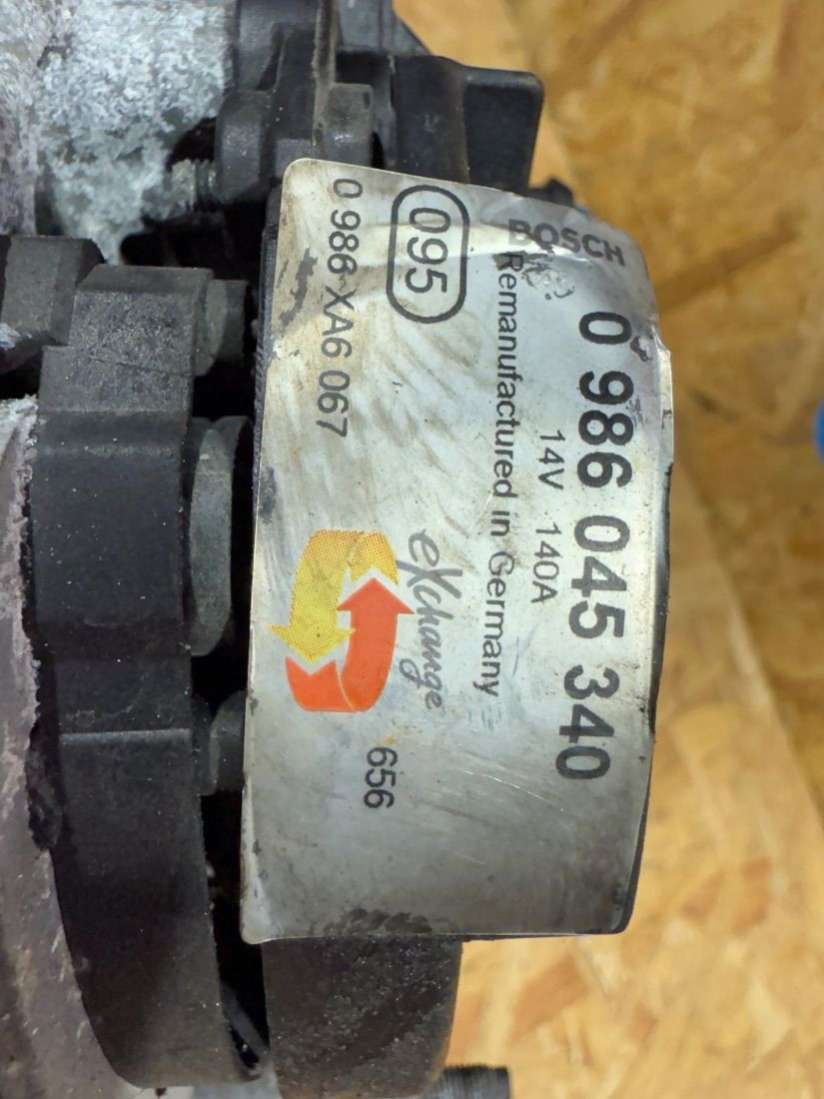 BOSCH
0 986 045 340
14V 140A
Remanufactured in Germany
095
eXchange
0 986 XA6 067
656